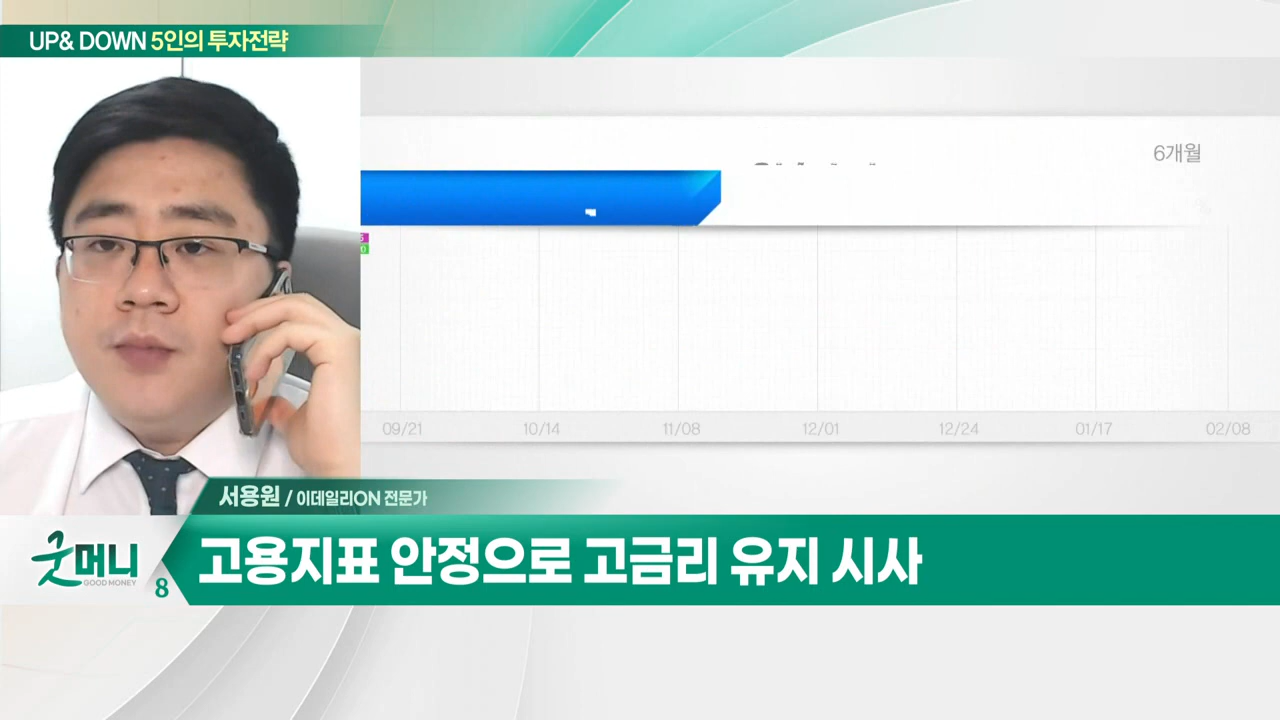 UP& DOWN 5인의 투자전략
6개월
09/21 10/14 11/08 12/01 12/24 01/17 02/08
서용원 / 이데일리ON 전문가
굿머니
GOOD MONEY
8
고용지표 안정으로 고금리 유지 시사